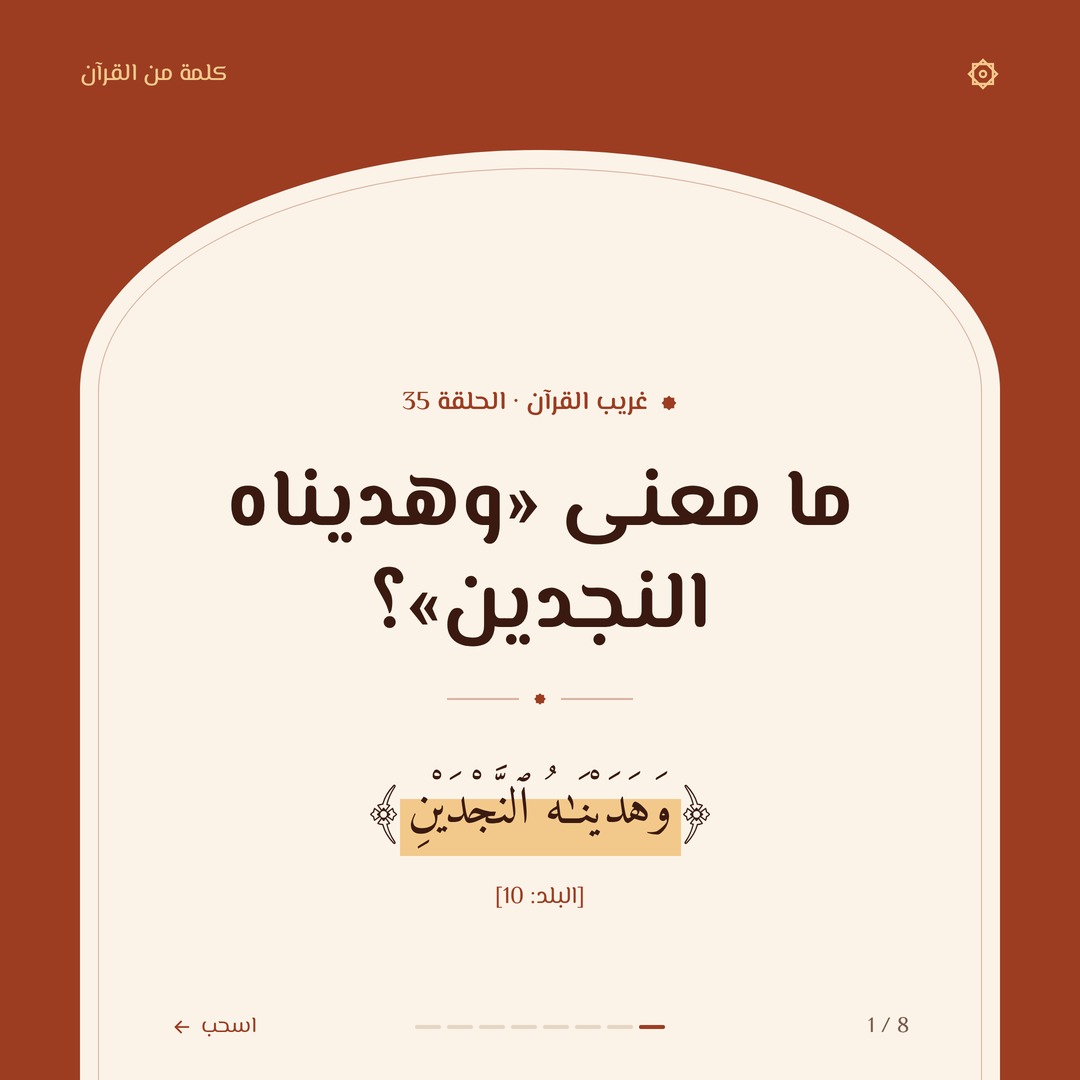 كلمة من القرآن
غريب القرآن · الحلقة 35
ما معنى «وهديناه
النجدين»؟
﴿وَهَدَيْنَـٰهُ ٱلنَّجْدَيْنِ﴾
[البلد: 10]
1 / 8
اسحب ←